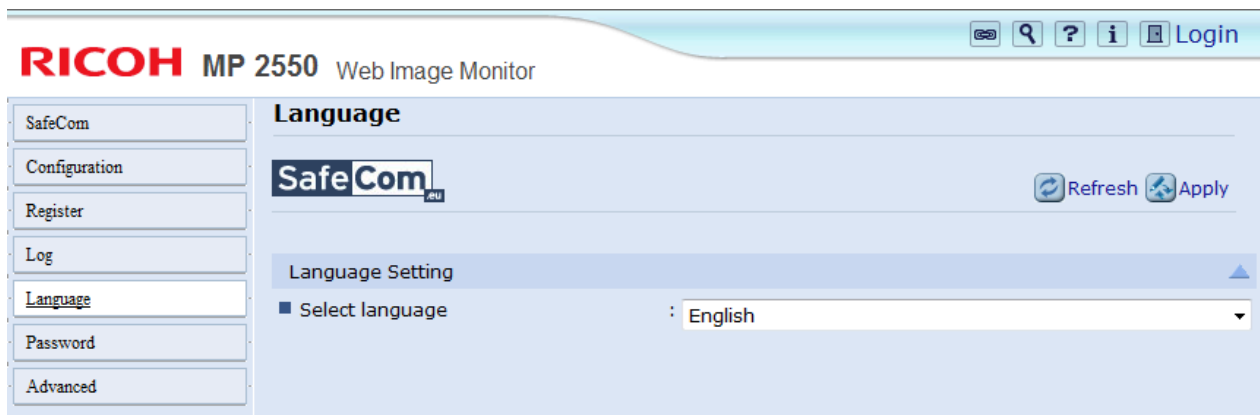 Login
RICOH MP 2550 Web Image Monitor
SafeCom
Configuration
Register
Log
Language
Password
Advanced
Language
SafeCom.eu
Refresh Apply
Language Setting
Select language : English